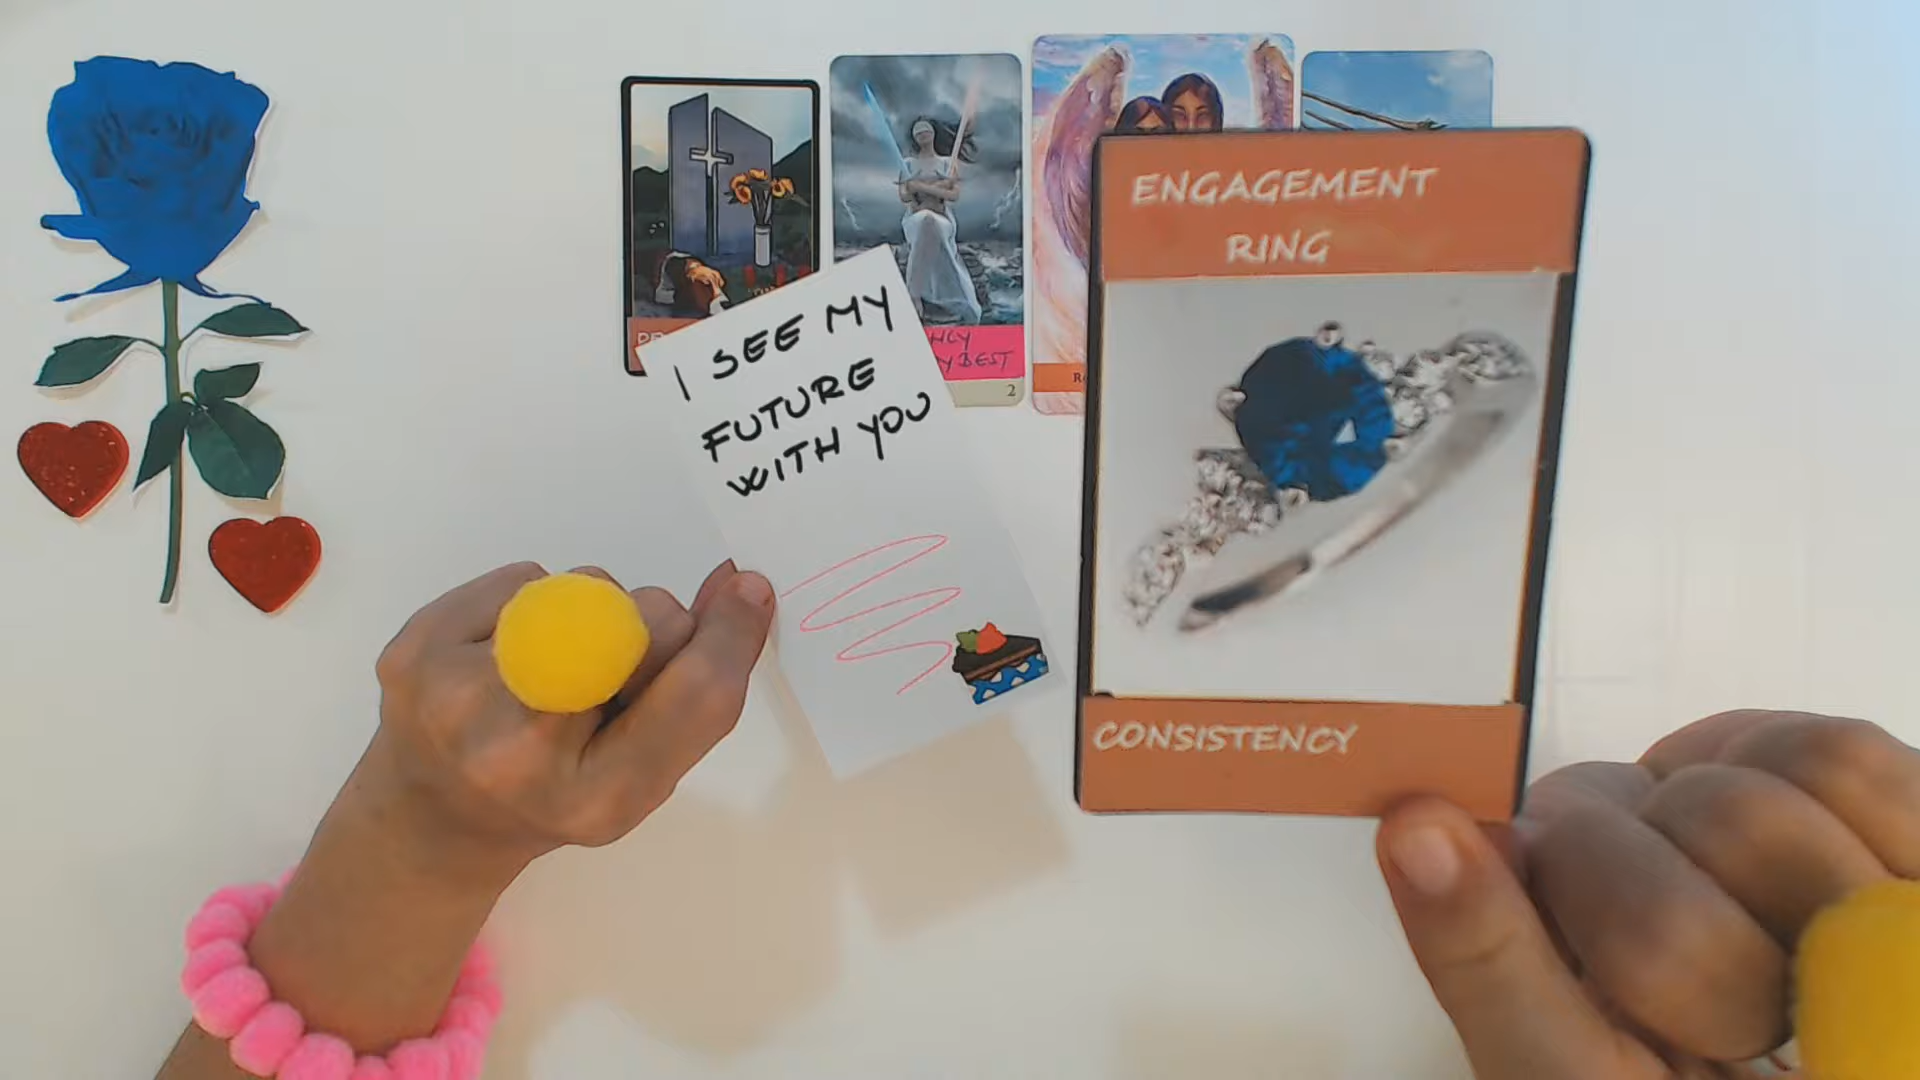 I SEE MY
FUTURE
WITH YOU
ENGAGEMENT
RING
CONSISTENCY
BEST
2